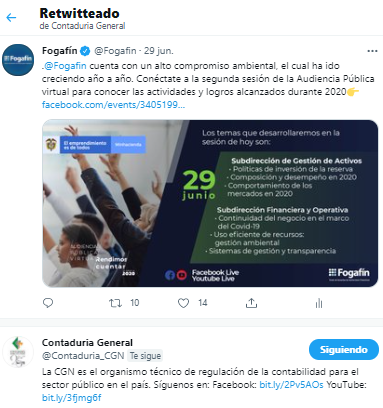 Retwitteado
de Contaduría General
Fogafín @Fogafin · 29 jun.
.@Fogafin cuenta con un alto compromiso ambiental, el cual ha ido
creciendo año a año. Conéctate a la segunda sesión de la Audiencia Pública
virtual para conocer las actividades y logros alcanzados durante 2020👉
facebook.com/events/3405199...
El emprendimiento
es de todos
Minhacienda
Los temas que desarrollaremos en la
sesión de hoy son:
29
junio
Subdirección de Gestión de Activos
• Políticas de inversión de la reserva
• Composición y desempeño en 2020
• Comportamiento de los
mercados en 2020
Subdirección Financiera y Operativa
• Continuidad del negocio en el marco
del Covid-19
• Uso eficiente de recursos:
gestión ambiental
• Sistemas de gestión y transparencia
AUDIENCIA
PÚBLICA
VIRTUAL
Rendimos
cuentas
2020
Facebook Live
Youtube Live
Fogafín
10
14
Contaduria General
@Contaduria_CGN Te sigue
Siguiendo
La CGN es el organismo técnico de regulación de la contabilidad para el
sector público en el país. Síguenos en: Facebook: bit.ly/2Pv5AOs YouTube:
bit.ly/3fjmg6f